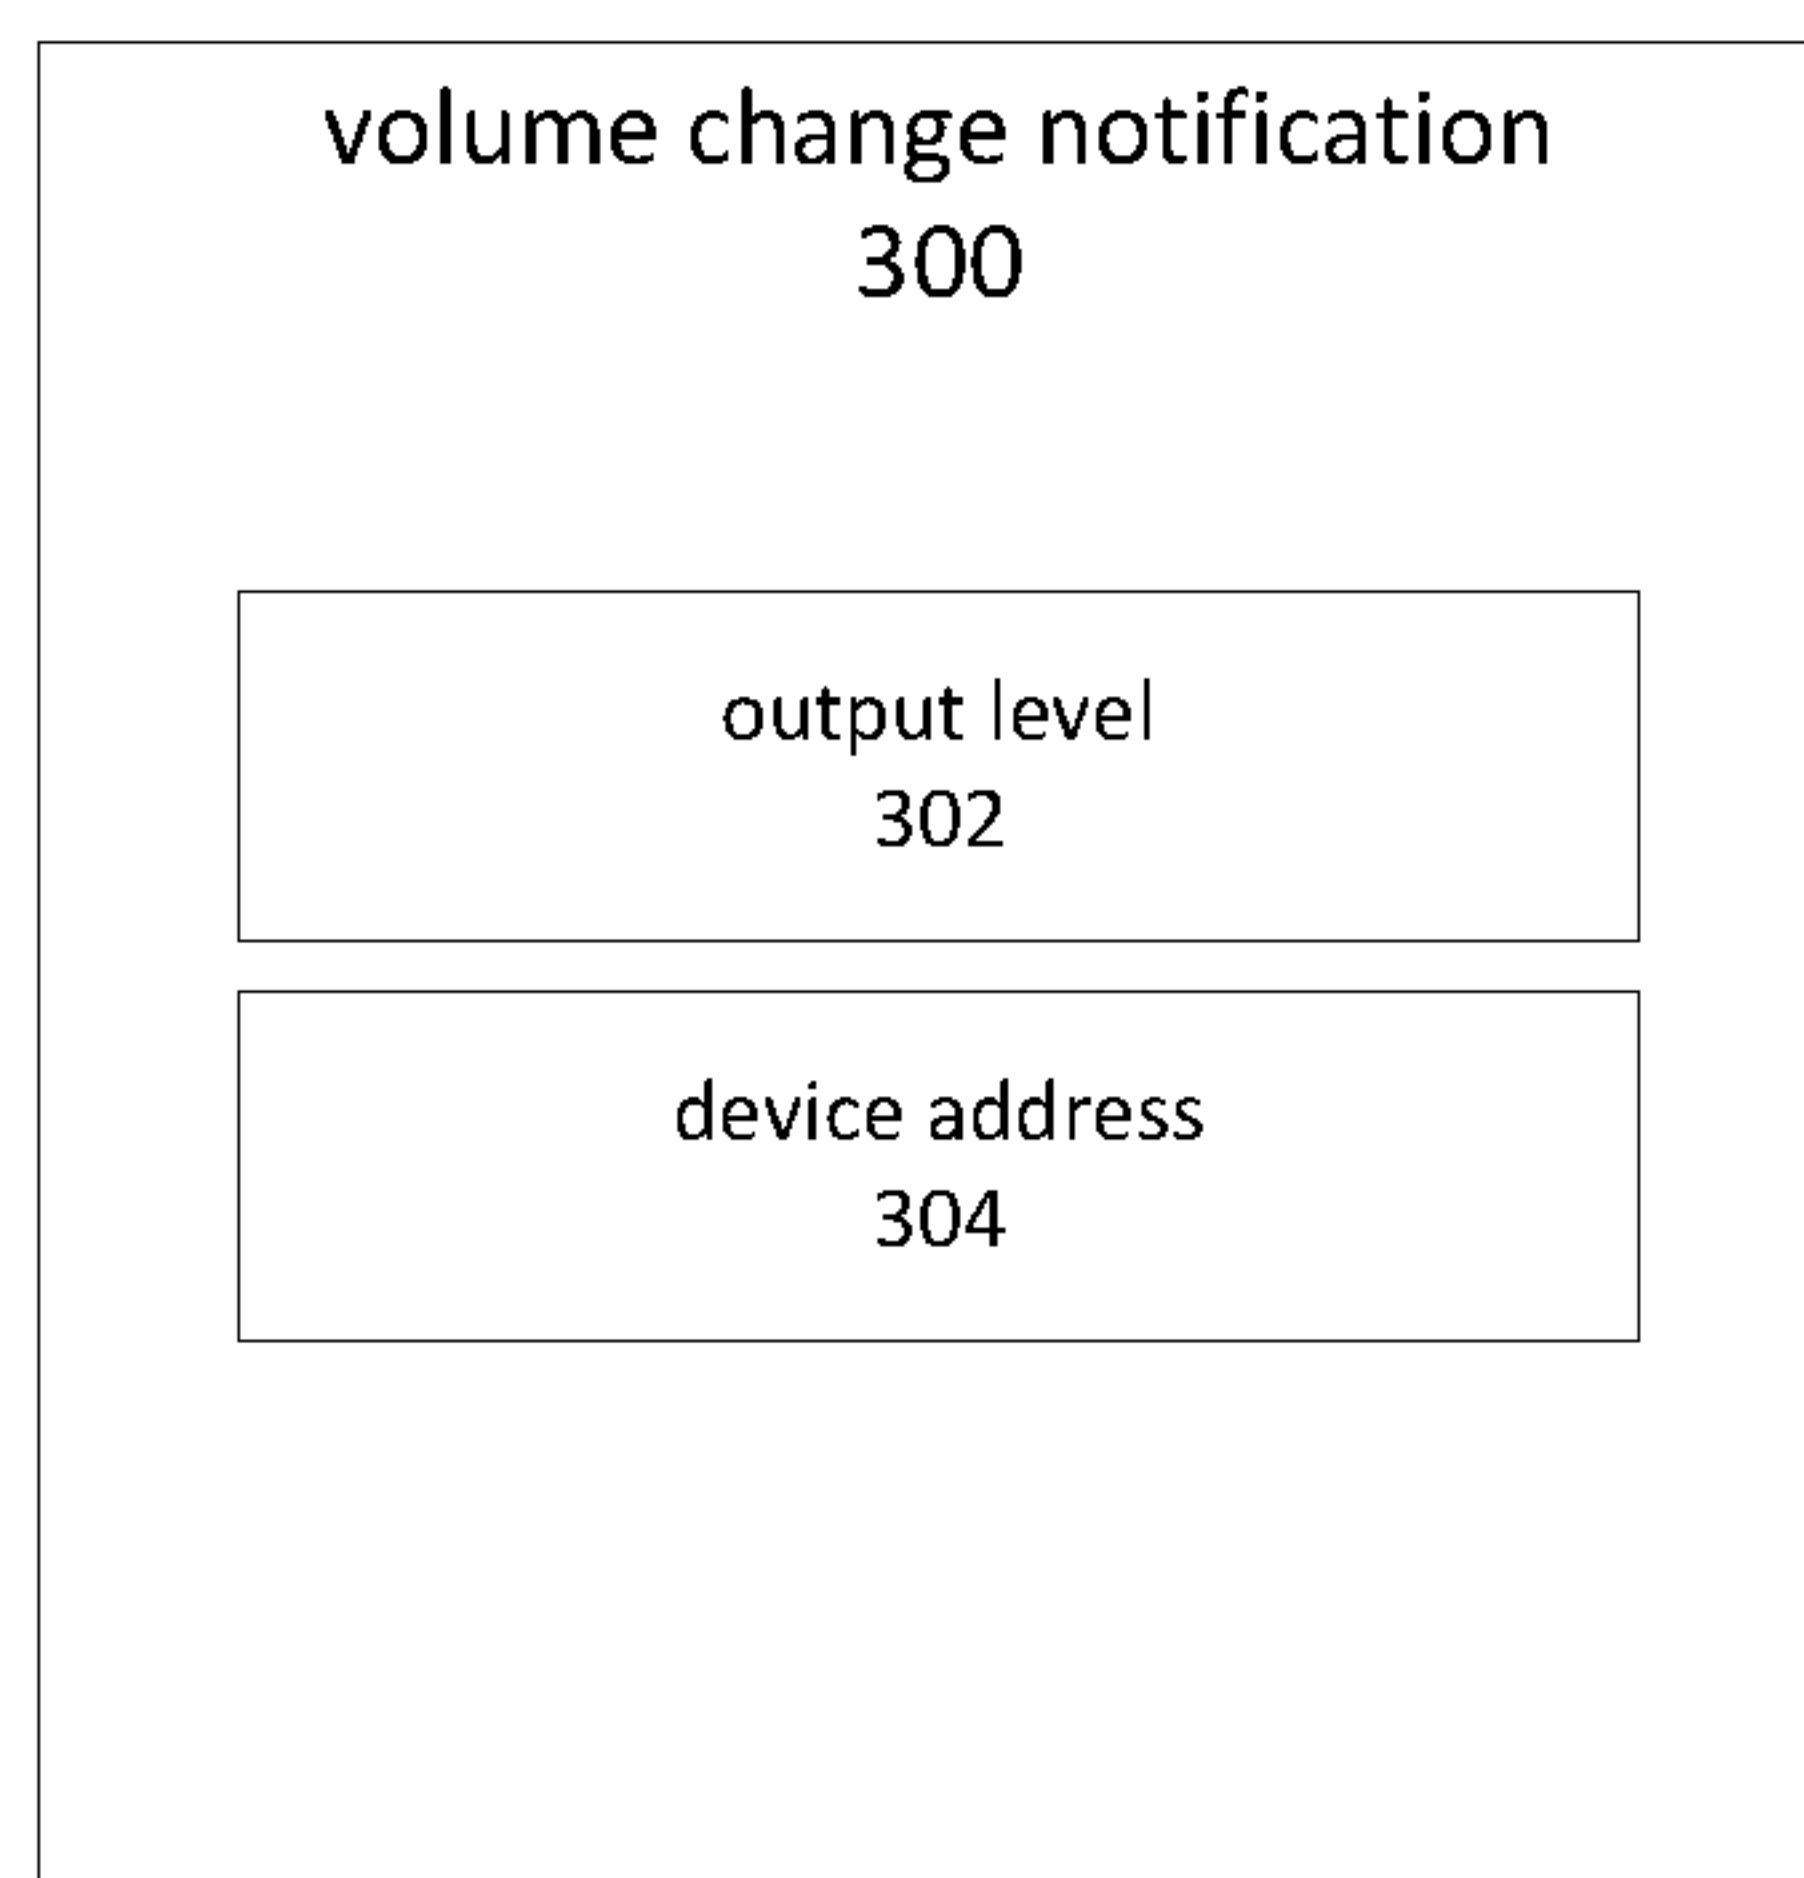 volume change notification
300
output level
302
device address
304